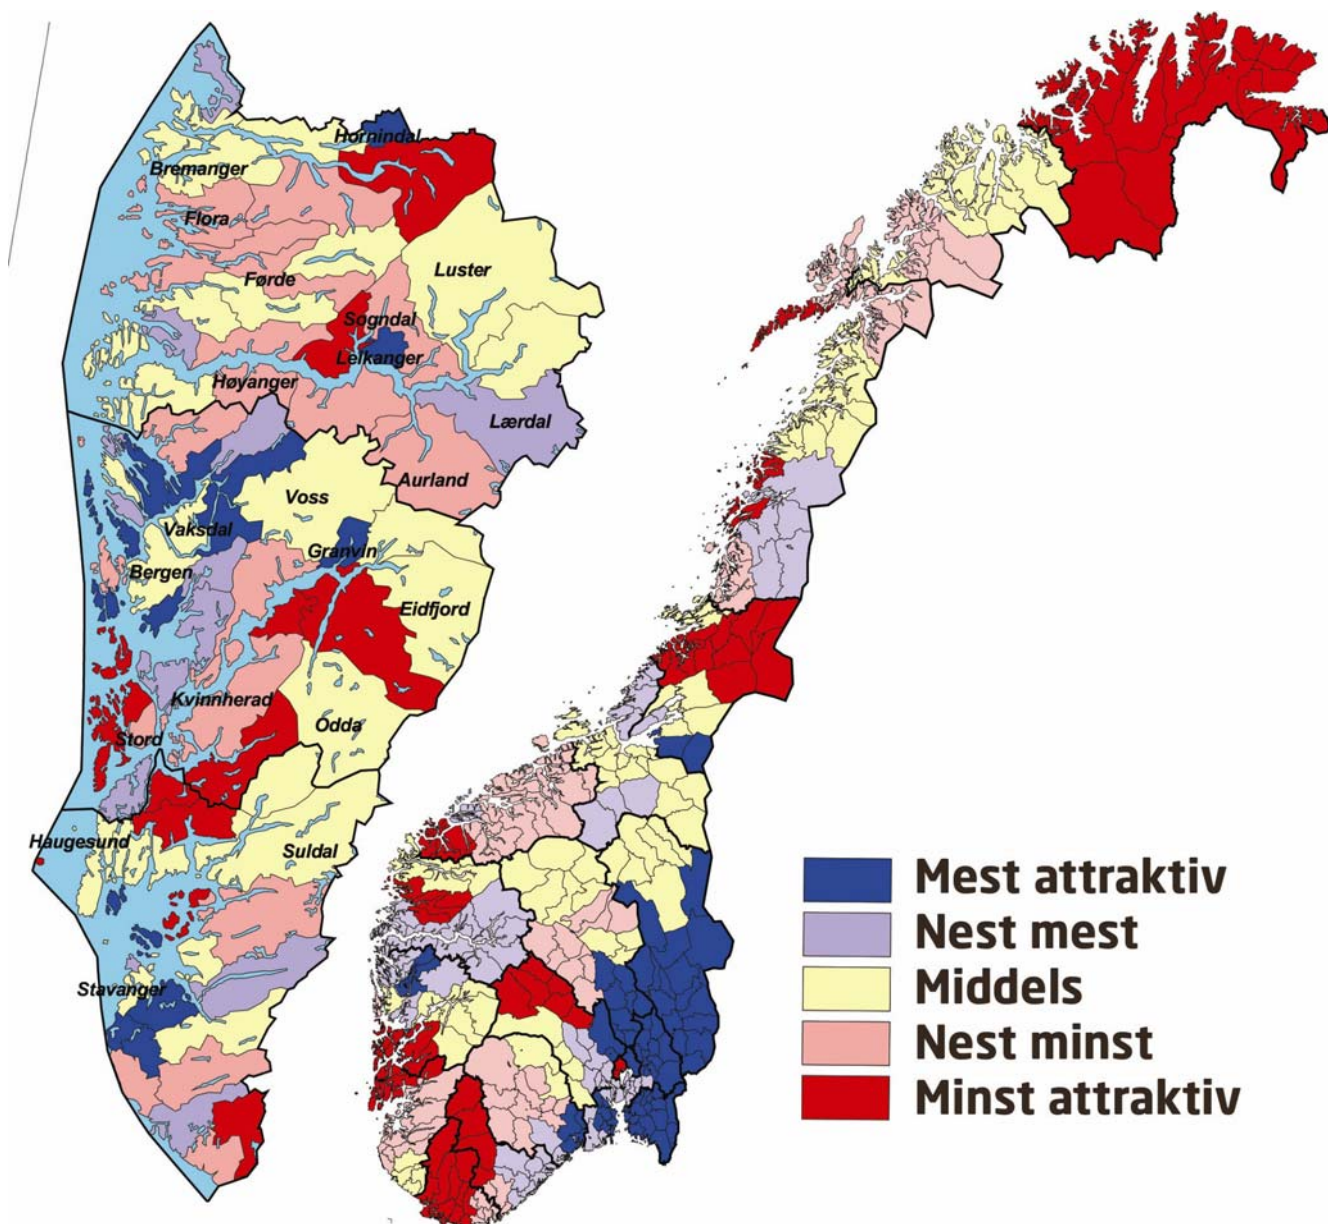 Hornindal
Bremanger
Flora
Luster
Førde
Sogndal
Leikanger
Høyanger
Lærdal
Aurland
Voss
Vaksdal
Granvin
Bergen
Eidfjord
Kvinnherad
Odda
Stord
Haugesund
Suldal
Stavanger
Mest attraktiv
Nest mest
Middels
Nest minst
Minst attraktiv